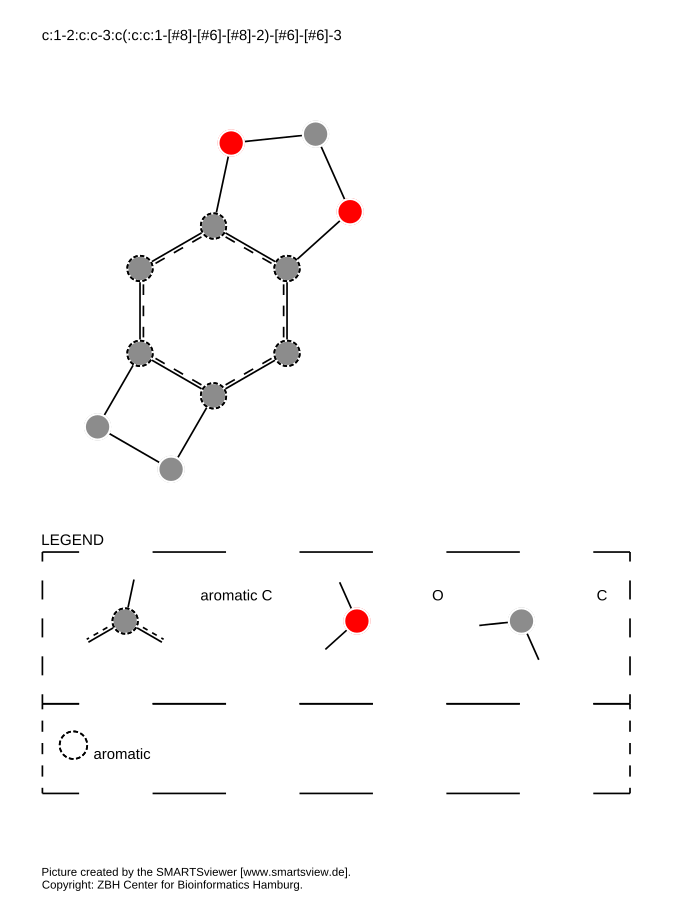 c:1-2:c:c-3:c(:c:c:1-[#8]-[#6]-[#8]-2)-[#6]-[#6]-3
LEGEND
aromatic C
O
C
aromatic
Picture created by the SMARTSviewer [www.smartsview.de].
Copyright: ZBH Center for Bioinformatics Hamburg.